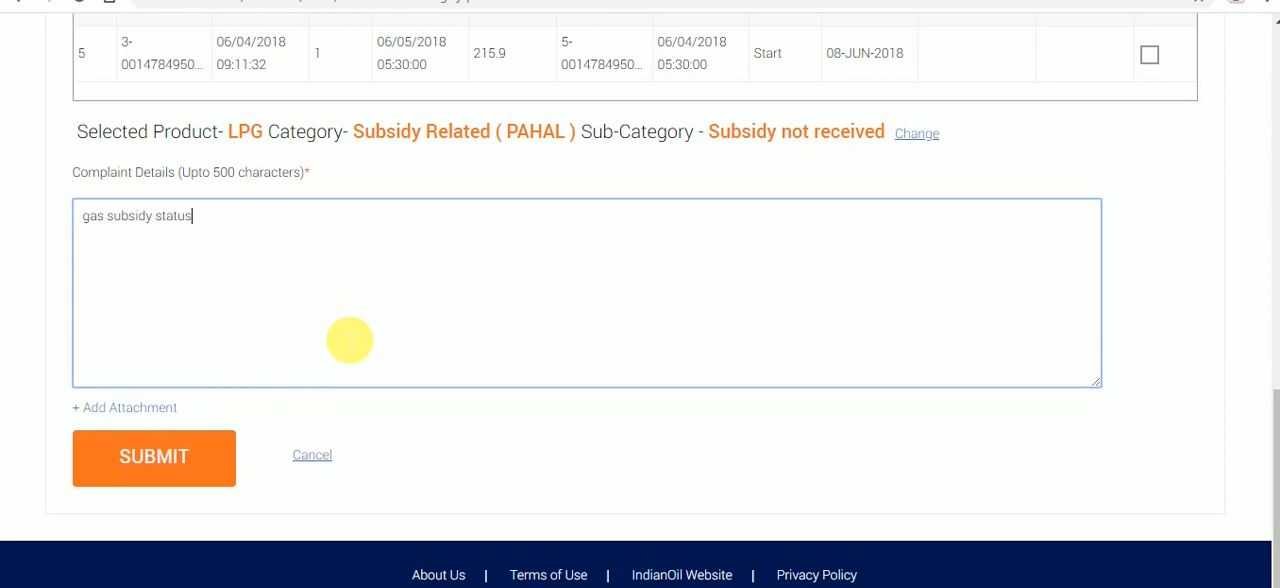 5 3-0014784950... 06/04/2018 09:11:32 1 06/05/2018 05:30:00 215.9 5-0014784950... 06/04/2018 05:30:00 Start 08-JUN-2018
Selected Product- LPG Category- Subsidy Related ( PAHAL ) Sub-Category - Subsidy not received Change
Complaint Details (Upto 500 characters)*
gas subsidy status
+ Add Attachment
SUBMIT Cancel
About Us | Terms of Use | IndianOil Website | Privacy Policy